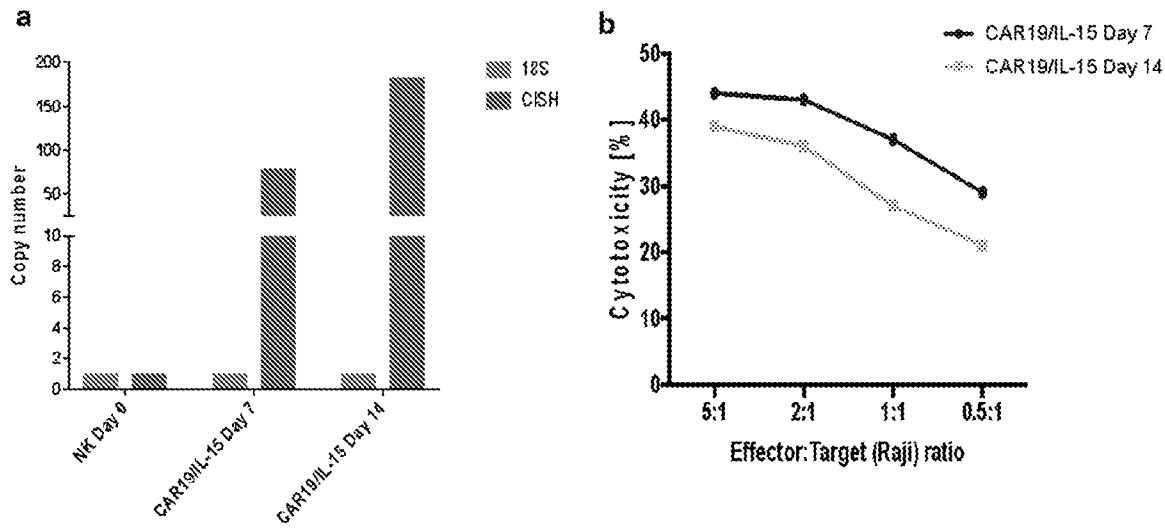 a
18S
CISH
Copy number
200
150
100
50
10
8
6
4
2
0
NK Day 0
CAR19/IL-15 Day 7
CAR19/IL-15 Day 14
b
CAR19/IL-15 Day 7
CAR19/IL-15 Day 14
Cytotoxicity [%]
50
40
30
20
10
0
5:1
2:1
1:1
0.5:1
Effector:Target (Raji) ratio